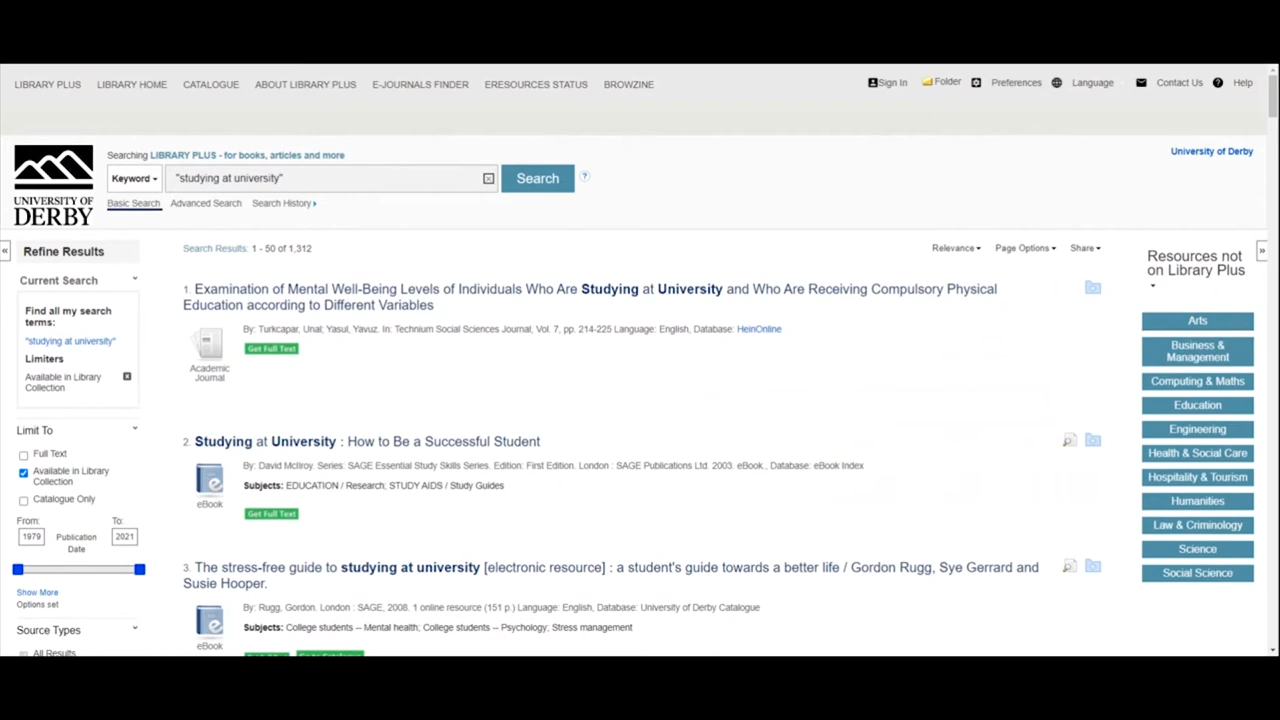 LIBRARY PLUS LIBRARY HOME CATALOGUE ABOUT LIBRARY PLUS E-JOURNALS FINDER ERESOURCES STATUS BROWZINE
Sign In Folder Preferences Language Contact Us ? Help
Searching LIBRARY PLUS - for books, articles and more
University of Derby
UNIVERSITY OF
DERBY
Keyword "studying at university" Search ?
Basic Search Advanced Search Search History
« Refine Results
Current Search
Find all my search
terms:
"studying at university"
Limiters
Available in Library
Collection
Limit To
Full Text
Available in Library
Collection
Catalogue Only
From: To:
1979 Publication 2021
Date
Show More
Options set
Source Types
All Results
Search Results: 1 - 50 of 1,312
Relevance Page Options Share
1. Examination of Mental Well-Being Levels of Individuals Who Are Studying at University and Who Are Receiving Compulsory Physical
Education according to Different Variables
By: Turkcapar, Unal; Yasul, Yavuz. In: Technium Social Sciences Journal, Vol. 7, pp. 214-225 Language: English, Database: HeinOnline
Get Full Text
Academic
Journal
2. Studying at University : How to Be a Successful Student
By: David McIlroy. Series: SAGE Essential Study Skills Series. Edition: First Edition. London : SAGE Publications Ltd. 2003. eBook., Database: eBook Index
Subjects: EDUCATION / Research; STUDY AIDS / Study Guides
eBook
Get Full Text
3. The stress-free guide to studying at university [electronic resource] : a student's guide towards a better life / Gordon Rugg, Sye Gerrard and
Susie Hooper.
By: Rugg, Gordon. London : SAGE, 2008. 1 online resource (151 p.) Language: English, Database: University of Derby Catalogue
Subjects: College students -- Mental health; College students -- Psychology; Stress management
eBook
»
Resources not
on Library Plus
Arts
Business &
Management
Computing & Maths
Education
Engineering
Health & Social Care
Hospitality & Tourism
Humanities
Law & Criminology
Science
Social Science